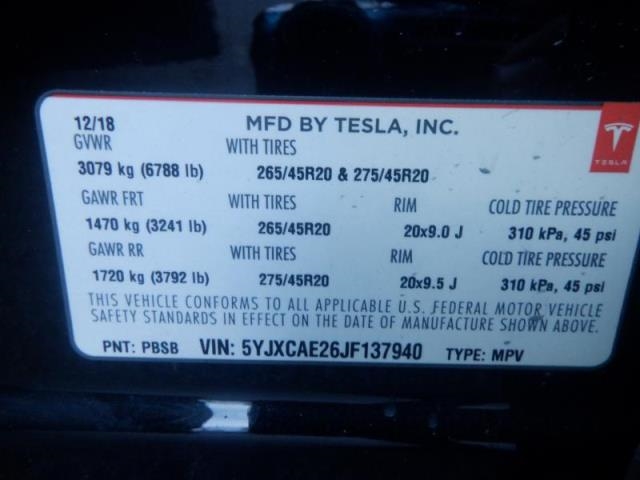 12/18 MFD BY TESLA, INC.
GVWR WITH TIRES
3079 kg (6788 lb) 265/45R20 & 275/45R20
TESLA
GAWR FRT WITH TIRES RIM COLD TIRE PRESSURE
1470 kg (3241 lb) 265/45R20 20x9.0 J 310 kPa, 45 psi
GAWR RR WITH TIRES RIM COLD TIRE PRESSURE
1720 kg (3792 lb) 275/45R20 20x9.5 J 310 kPa, 45 psi
THIS VEHICLE CONFORMS TO ALL APPLICABLE U.S. FEDERAL MOTOR VEHICLE
SAFETY STANDARDS IN EFFECT ON THE DATE OF MANUFACTURE SHOWN ABOVE.
PNT: PBSB VIN: 5YJXCAE26JF137940 TYPE: MPV